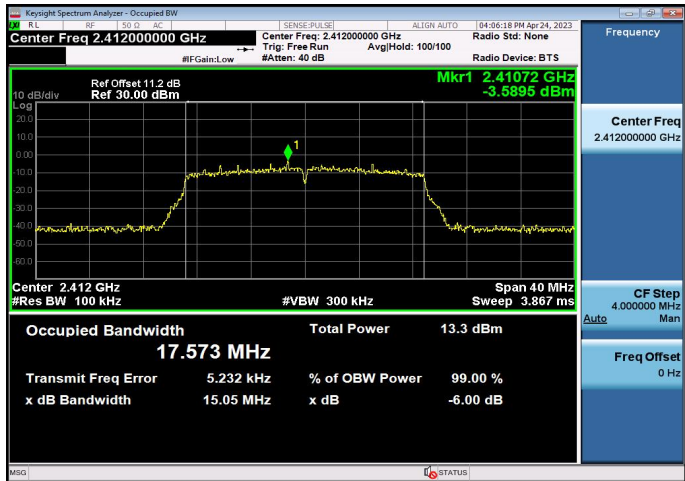 Keysight Spectrum Analyzer - Occupied BW
LXI RL RF 50 Ω AC SENSE:PULSE ALIGN AUTO 04:06:18 PM Apr 24, 2023
Center Freq 2.412000000 GHz
Center Freq: 2.412000000 GHz
Radio Std: None
Trig: Free Run Avg|Hold: 100/100
#IFGain:Low
#Atten: 40 dB
Radio Device: BTS
Frequency
Mkr1 2.41072 GHz
-3.5895 dBm
Ref Offset 11.2 dB
10 dB/div Ref 30.00 dBm
Log
20.0
10.0
0.00
-10.0
-20.0
-30.0
-40.0
-50.0
-60.0
1
Center Freq
2.412000000 GHz
Center 2.412 GHz Span 40 MHz
#Res BW 100 kHz #VBW 300 kHz Sweep 3.867 ms
CF Step
4.000000 MHz
Auto Man
Freq Offset
0 Hz
Occupied Bandwidth Total Power 13.3 dBm
17.573 MHz
Transmit Freq Error 5.232 kHz % of OBW Power 99.00 %
x dB Bandwidth 15.05 MHz x dB -6.00 dB
MSG STATUS